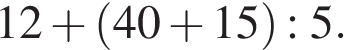 12 + (40 + 15) : 5.